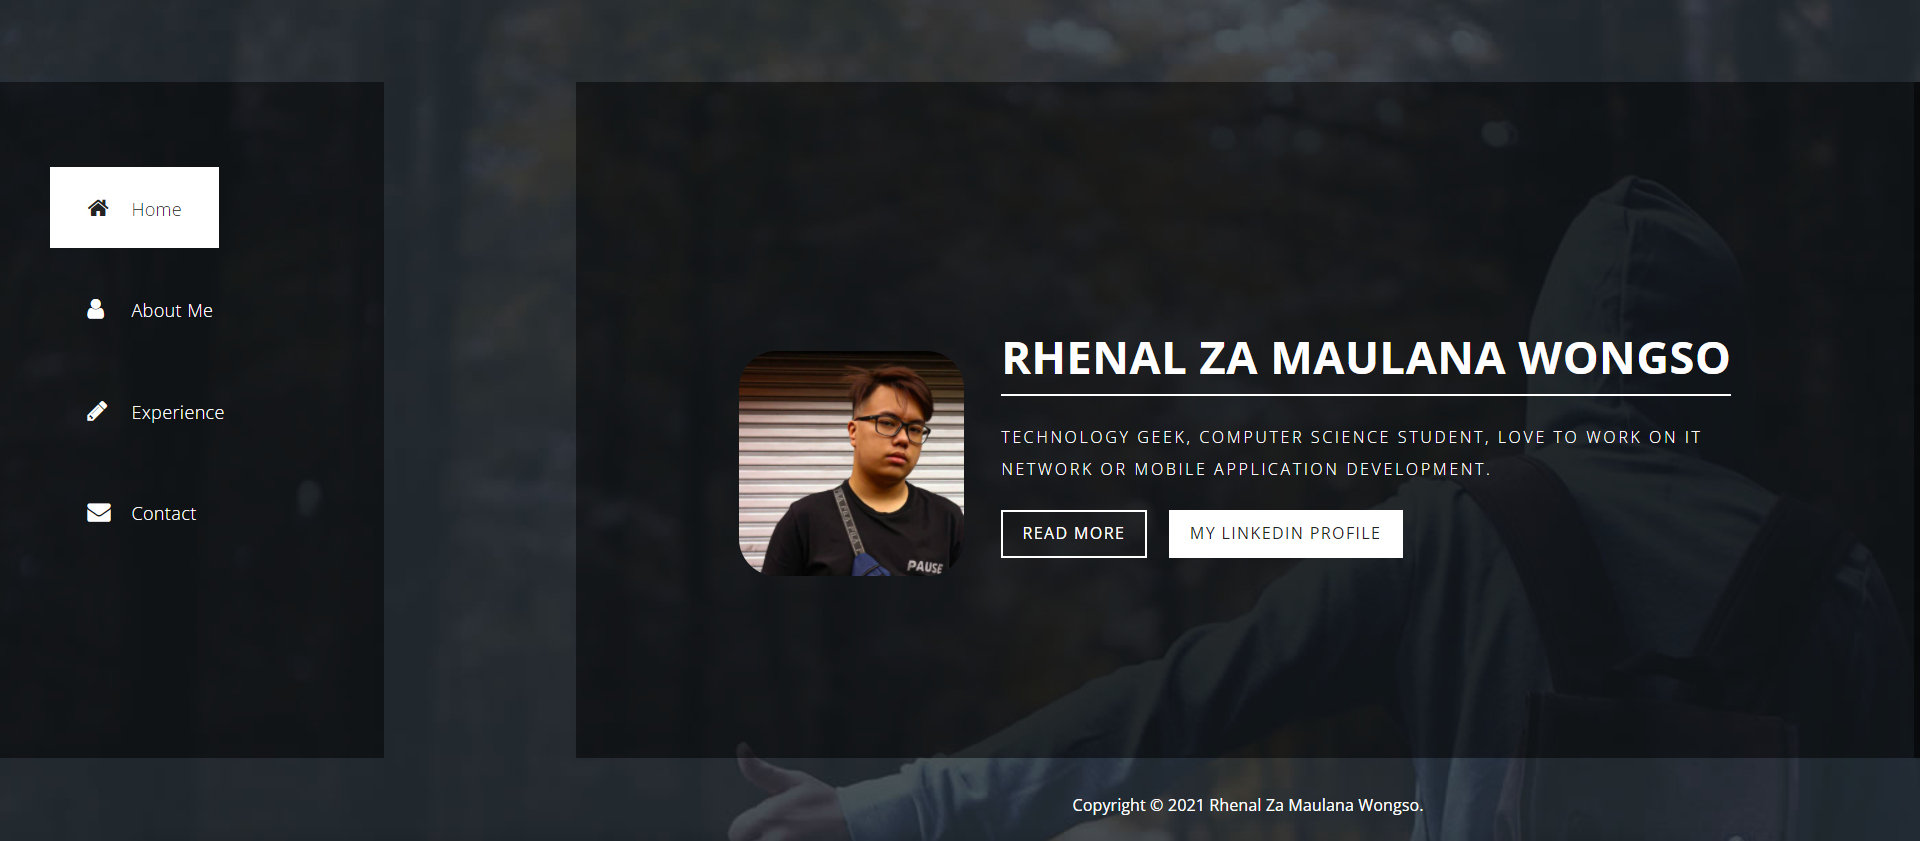 Home
About Me
Experience
Contact
RHENAL ZA MAULANA WONGSO
TECHNOLOGY GEEK, COMPUTER SCIENCE STUDENT, LOVE TO WORK ON IT
NETWORK OR MOBILE APPLICATION DEVELOPMENT.
READ MORE
MY LINKEDIN PROFILE
PAUSE
Copyright © 2021 Rhenal Za Maulana Wongso.